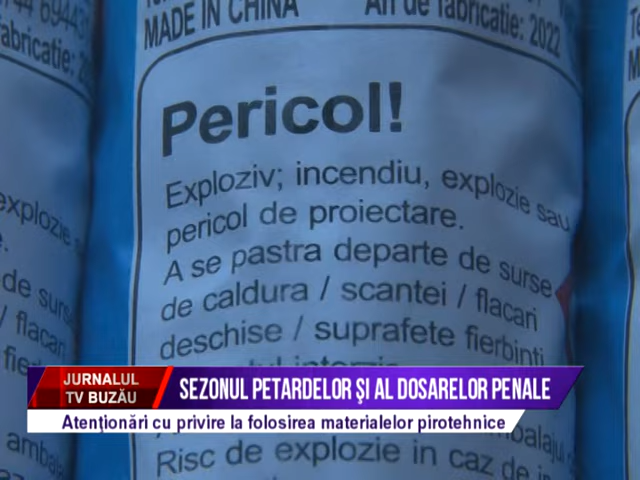 MADE IN CHINA
An de fabricatie: 2022
Pericol!
Exploziv; incendiu, explozie sau
pericol de proiectare.
A se pastra departe de surse
de caldura / scantei / flacari
deschise / suprafete fierbinti
JURNALUL
TV BUZĂU
SEZONUL PETARDELOR ŞI AL DOSARELOR PENALE
Atenţionări cu privire la folosirea materialelor pirotehnice
Risc de explozie in caz de